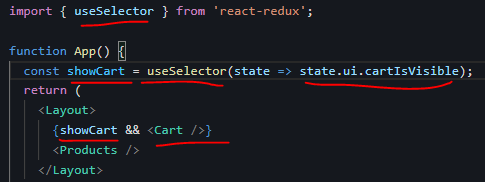 import { useSelector } from 'react-redux';
function App() {
const showCart = useSelector(state => state.ui.cartIsVisible);
return (
<Layout>
{showCart && <Cart />}
<Products />
</Layout>